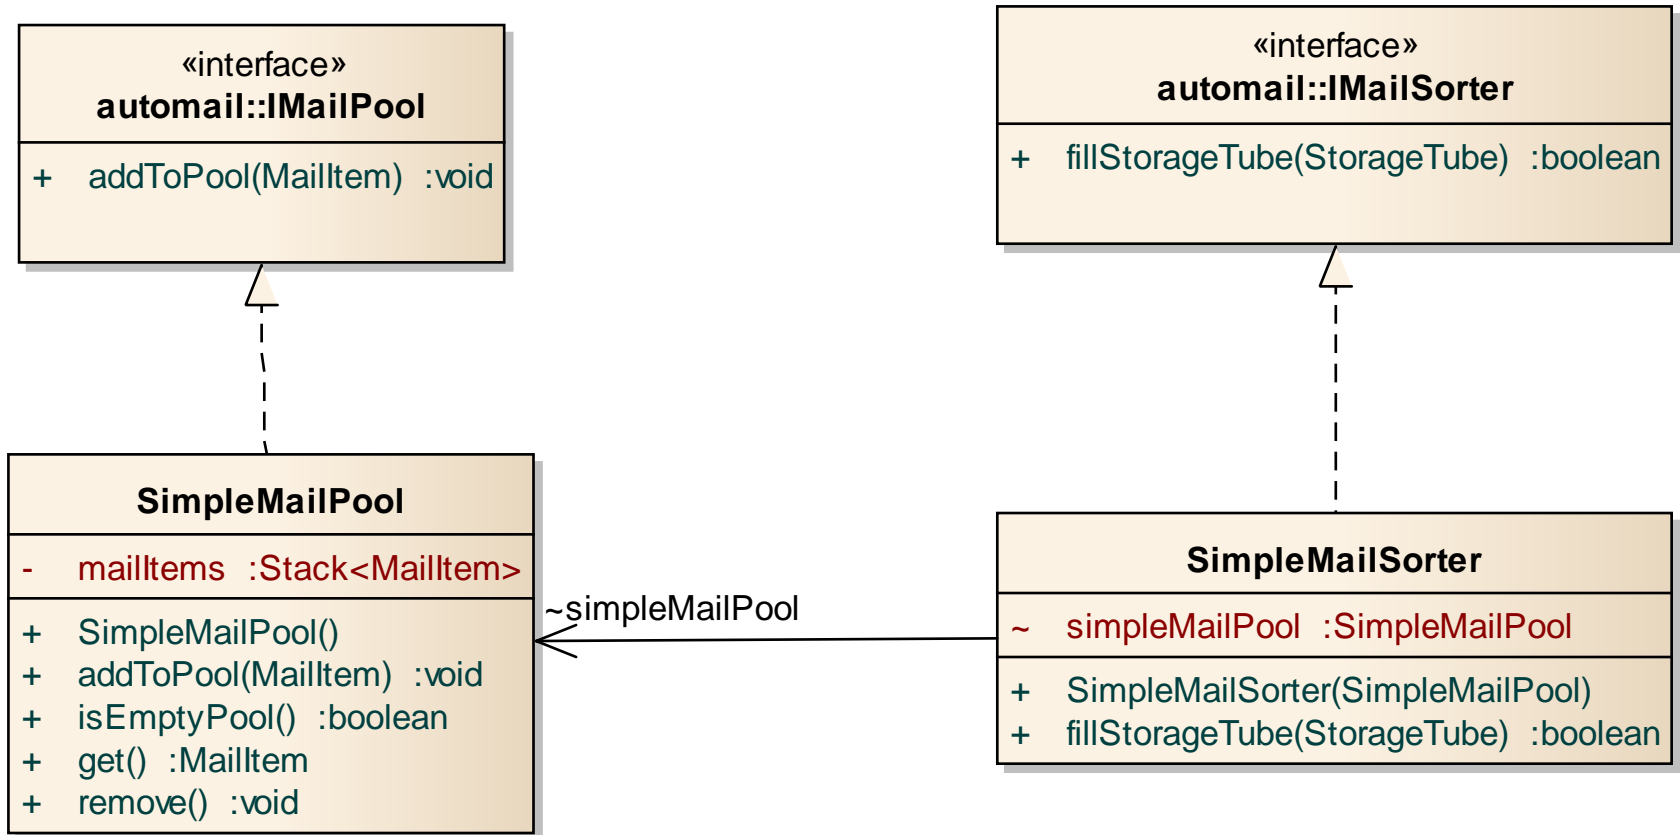 «interface»
automail::IMailPool
+ addToPool(MailItem) :void
«interface»
automail::IMailSorter
+ fillStorageTube(StorageTube) :boolean
SimpleMailPool
- mailItems :Stack<MailItem>
+ SimpleMailPool()
+ addToPool(MailItem) :void
+ isEmptyPool() :boolean
+ get() :MailItem
+ remove() :void
~simpleMailPool
SimpleMailSorter
~ simpleMailPool :SimpleMailPool
+ SimpleMailSorter(SimpleMailPool)
+ fillStorageTube(StorageTube) :boolean